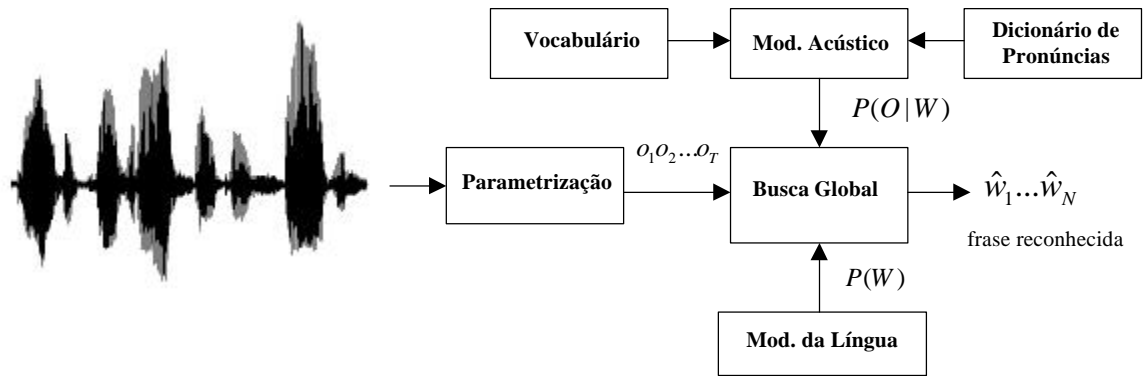 Vocabulário
Mod. Acústico
Dicionário de
Pronúncias
P(O|W)
Parametrização
o₁o₂...o_T
Busca Global
ŵ₁...ŵ_N
frase reconhecida
P(W)
Mod. da Língua